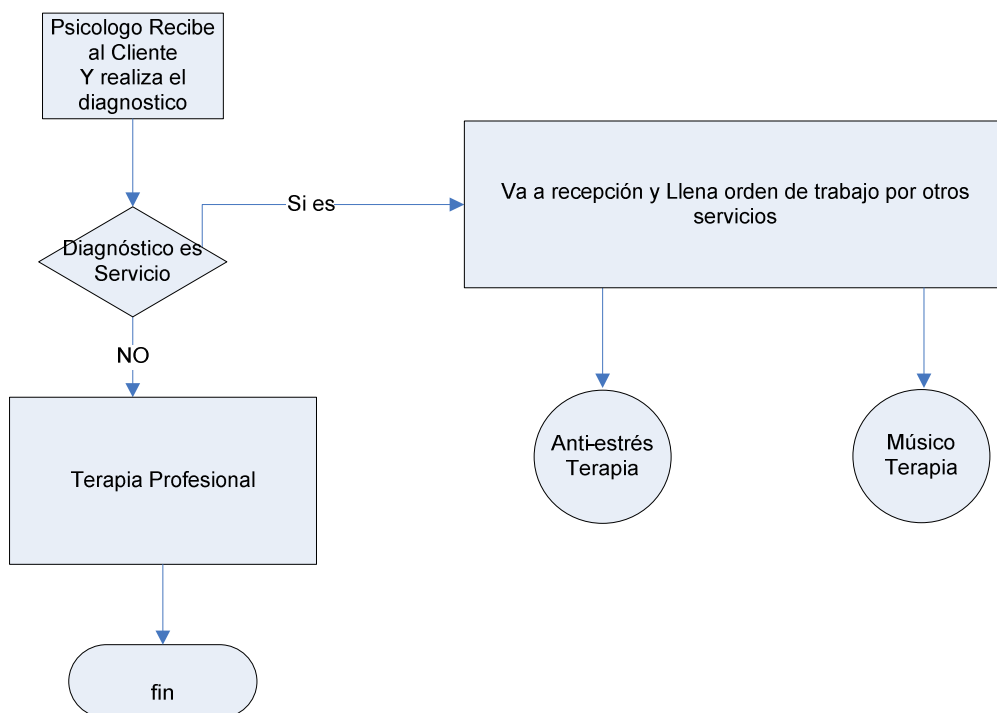 Psicologo Recibe
al Cliente
Y realiza el
diagnostico
Si es
Va a recepción y Llena orden de trabajo por otros
servicios
Diagnóstico es
Servicio
NO
Terapia Profesional
Anti-estrés
Terapia
Músico
Terapia
fin